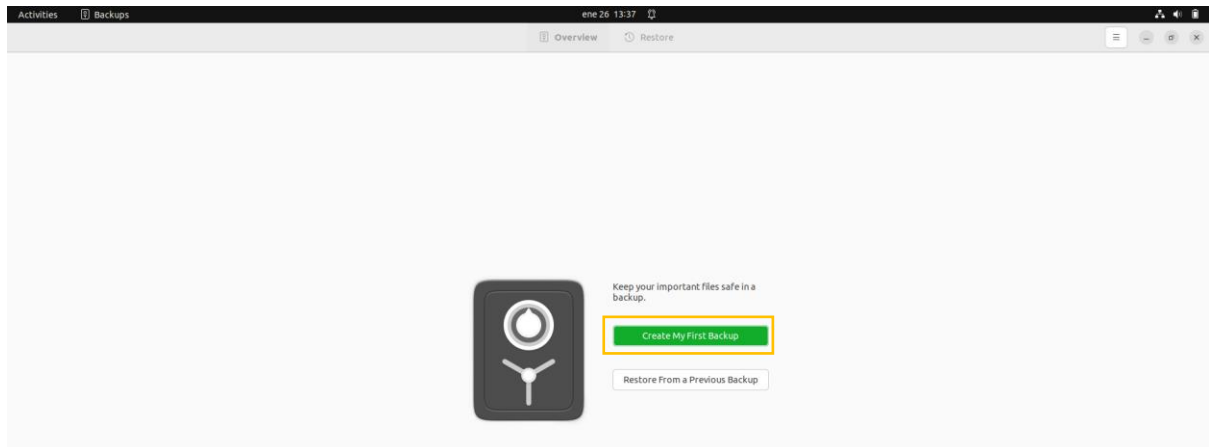 Activities Backups ene 26 13:37
Overview Restore
Keep your important files safe in a
backup.
Create My First Backup
Restore From a Previous Backup